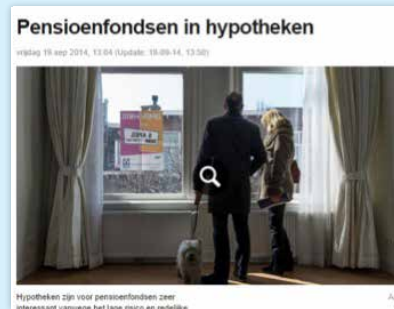 Pensioenfondsen in hypotheken
vrijdag 19 sep 2014, 13:04 (Update: 19-09-14, 13:50)
Hypotheken zijn voor pensioenfondsen zeer
interessant vanwege het lage risico en redelijke